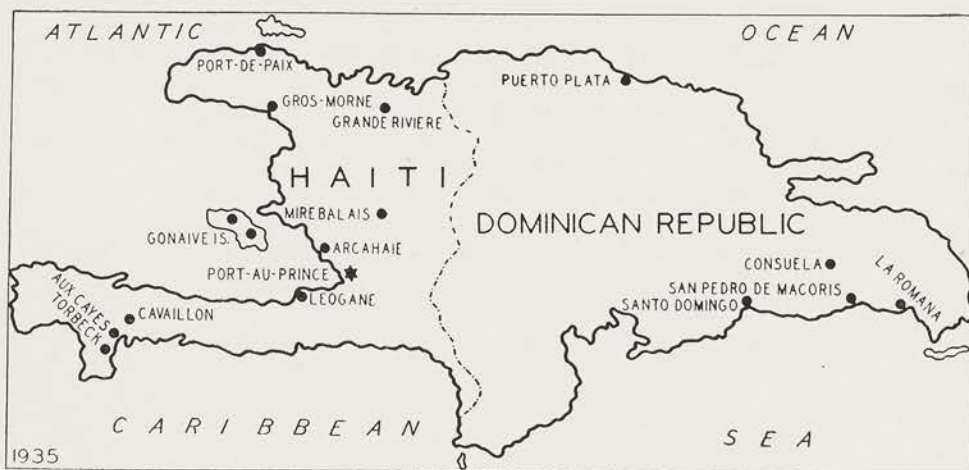 ATLANTIC
OCEAN
PORT-DE-PAIX
PUERTO PLATA
GROS-MORNE
GRANDE RIVIERE
HAITI
MIREBALAIS
DOMINICAN REPUBLIC
GONAIVE IS.
ARCAHAIE
PORT-AU-PRINCE
CONSUELA
LA ROMANA
AUX CAYES
TORBECK
CAVAILLON
LEOGANE
SAN PEDRO DE MACORIS
SANTO DOMINGO
CARIBBEAN
SEA
1935